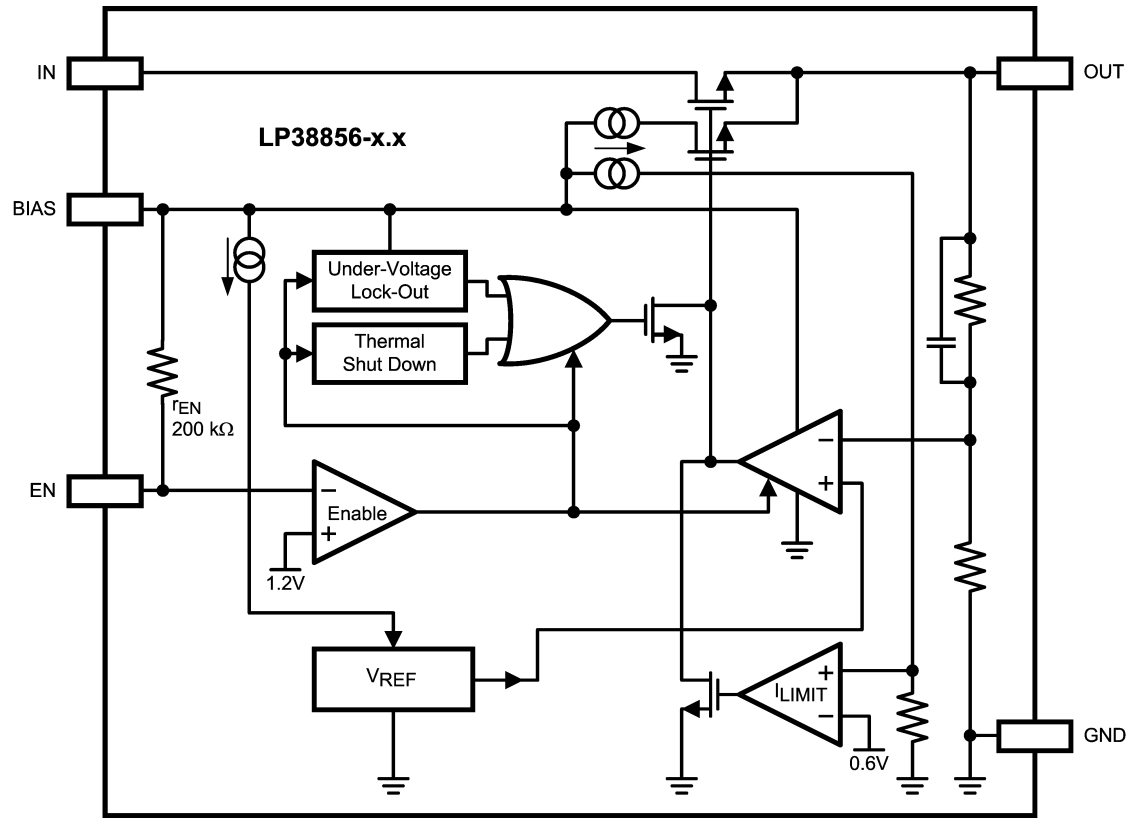 IN
OUT
LP38856-x.x
BIAS
Under-Voltage
Lock-Out
Thermal
Shut Down
rEN
200 kΩ
−
+
EN
−
Enable
+
1.2V
VREF
+
ILIMIT
−
0.6V
GND